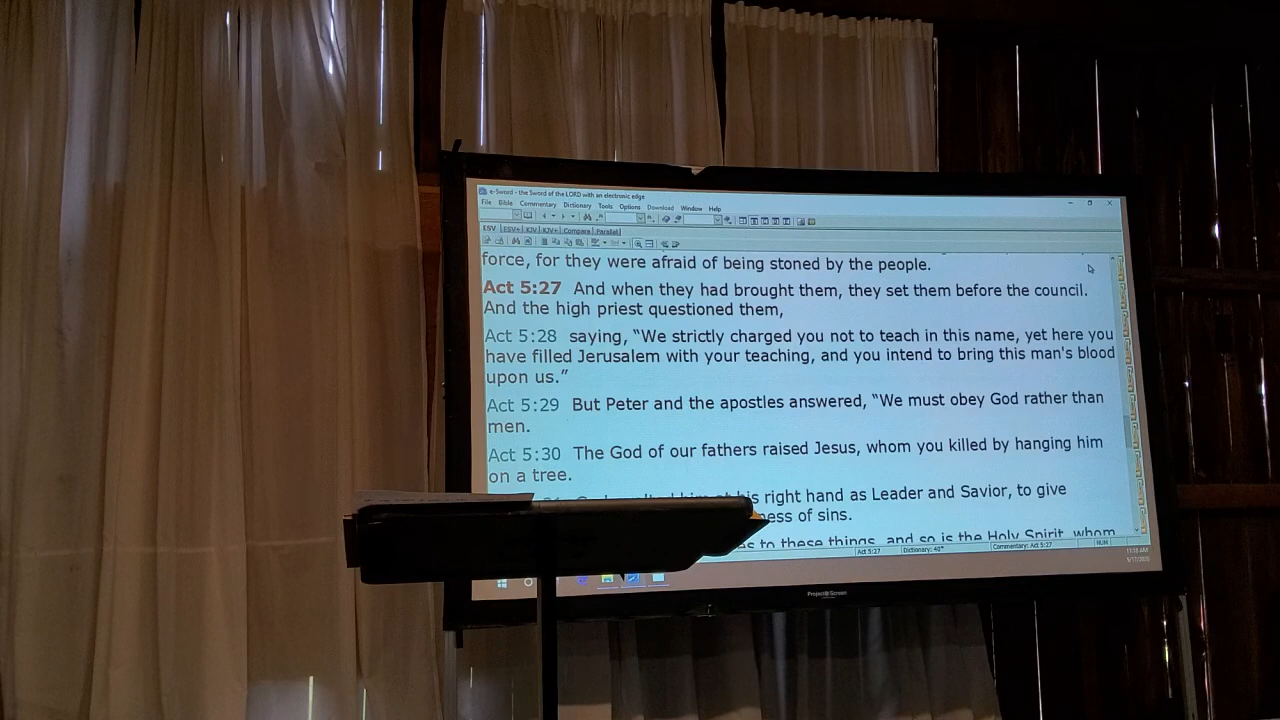 e-Sword - the Sword of the LORD with an electronic edge
File Bible Commentary Dictionary Tools Options Download Window Help
ESV ESV+ KJV KJV+ Compare Parallel
force, for they were afraid of being stoned by the people.
Act 5:27 And when they had brought them, they set them before the council.
And the high priest questioned them,
Act 5:28 saying, “We strictly charged you not to teach in this name, yet here you
have filled Jerusalem with your teaching, and you intend to bring this man's blood
upon us.”
Act 5:29 But Peter and the apostles answered, “We must obey God rather than
men.
Act 5:30 The God of our fathers raised Jesus, whom you killed by hanging him
on a tree.
his right hand as Leader and Savior, to give
of sins.
to these things, and so is the Holy Spirit, whom
Act 5:27 Dictionary: 40* Commentary: Act 5:27 NUM
11:18 AM
ProjectoScreen